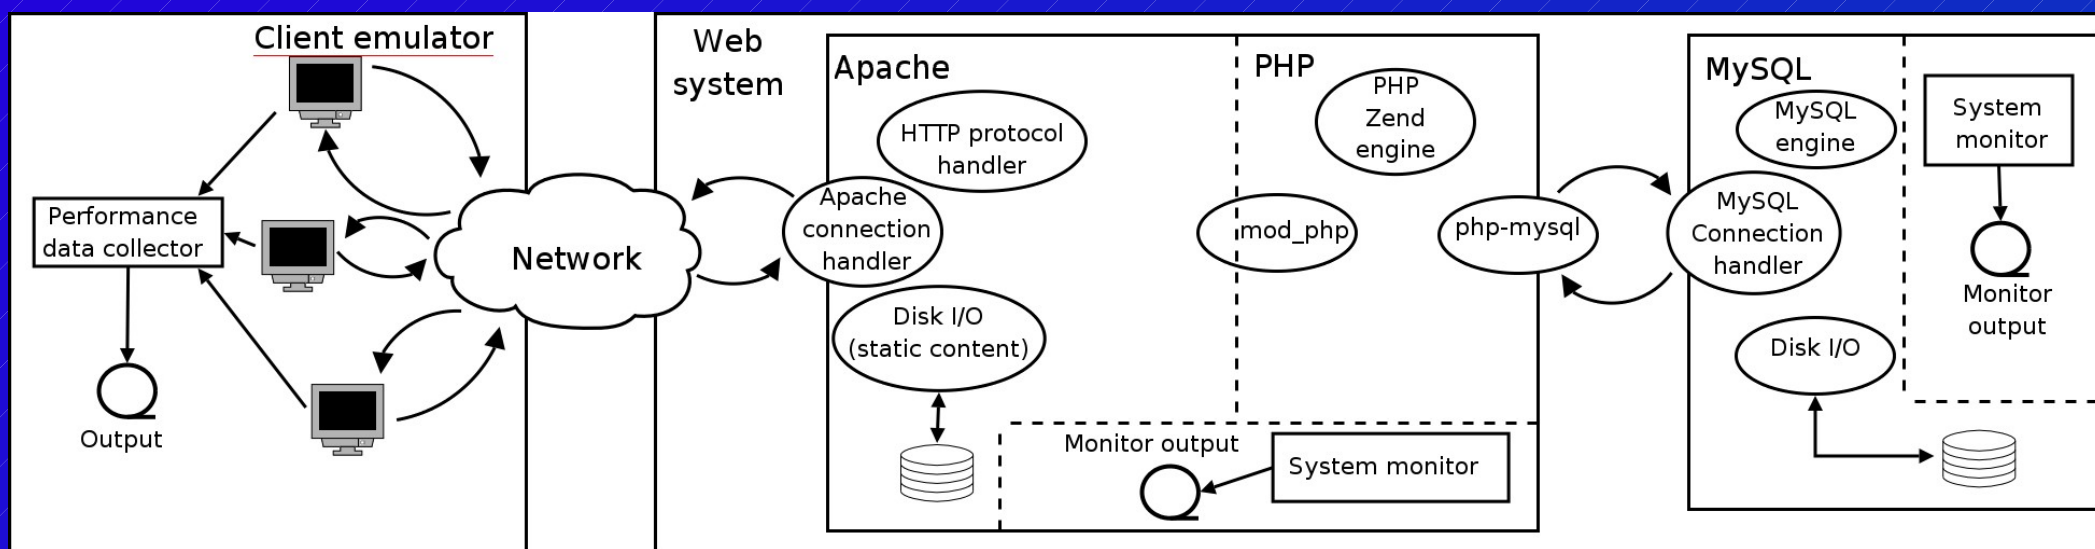 Client emulator
Performance
data collector
Output
Network
Web
system
Apache
HTTP protocol
handler
Apache
connection
handler
Disk I/O
(static content)
PHP
PHP
Zend
engine
mod_php
php-mysql
Monitor output
System monitor
MySQL
MySQL
engine
MySQL
Connection
handler
Disk I/O
System
monitor
Monitor
output